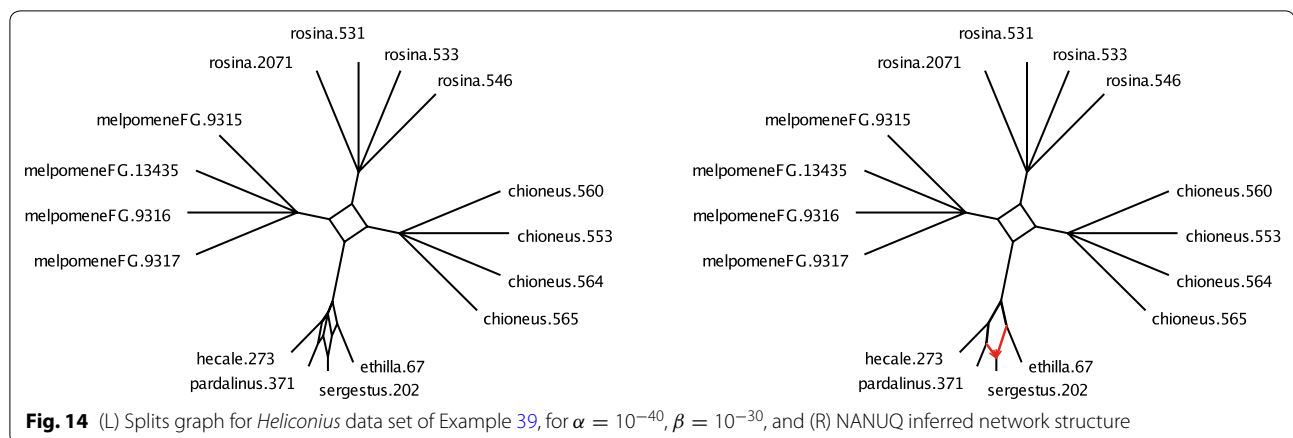 rosina.531
rosina.2071
rosina.533
rosina.546
melpomeneFG.9315
melpomeneFG.13435
melpomeneFG.9316
melpomeneFG.9317
chioneus.560
chioneus.553
chioneus.564
chioneus.565
hecale.273
pardalinus.371
sergestus.202
ethilla.67
rosina.531
rosina.2071
rosina.533
rosina.546
melpomeneFG.9315
melpomeneFG.13435
melpomeneFG.9316
melpomeneFG.9317
chioneus.560
chioneus.553
chioneus.564
chioneus.565
hecale.273
pardalinus.371
sergestus.202
ethilla.67
Fig. 14 (L) Splits graph for Heliconius data set of Example 39, for α = 10⁻⁴⁰, β = 10⁻³⁰, and (R) NANUQ inferred network structure